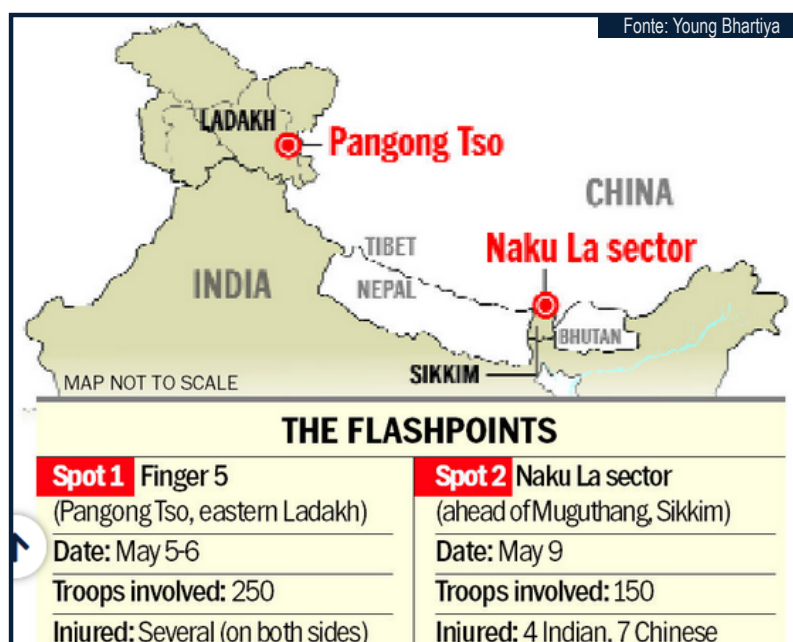 Fonte: Young Bhartiya
LADAKH
Pangong Tso
CHINA
TIBET
Naku La sector
INDIA
NEPAL
BHUTAN
SIKKIM
MAP NOT TO SCALE
THE FLASHPOINTS
Spot 1 Finger 5
(Pangong Tso, eastern Ladakh)
Date: May 5-6
Troops involved: 250
Injured: Several (on both sides)
Spot 2 Naku La sector
(ahead of Muguthang, Sikkim)
Date: May 9
Troops involved: 150
Injured: 4 Indian, 7 Chinese